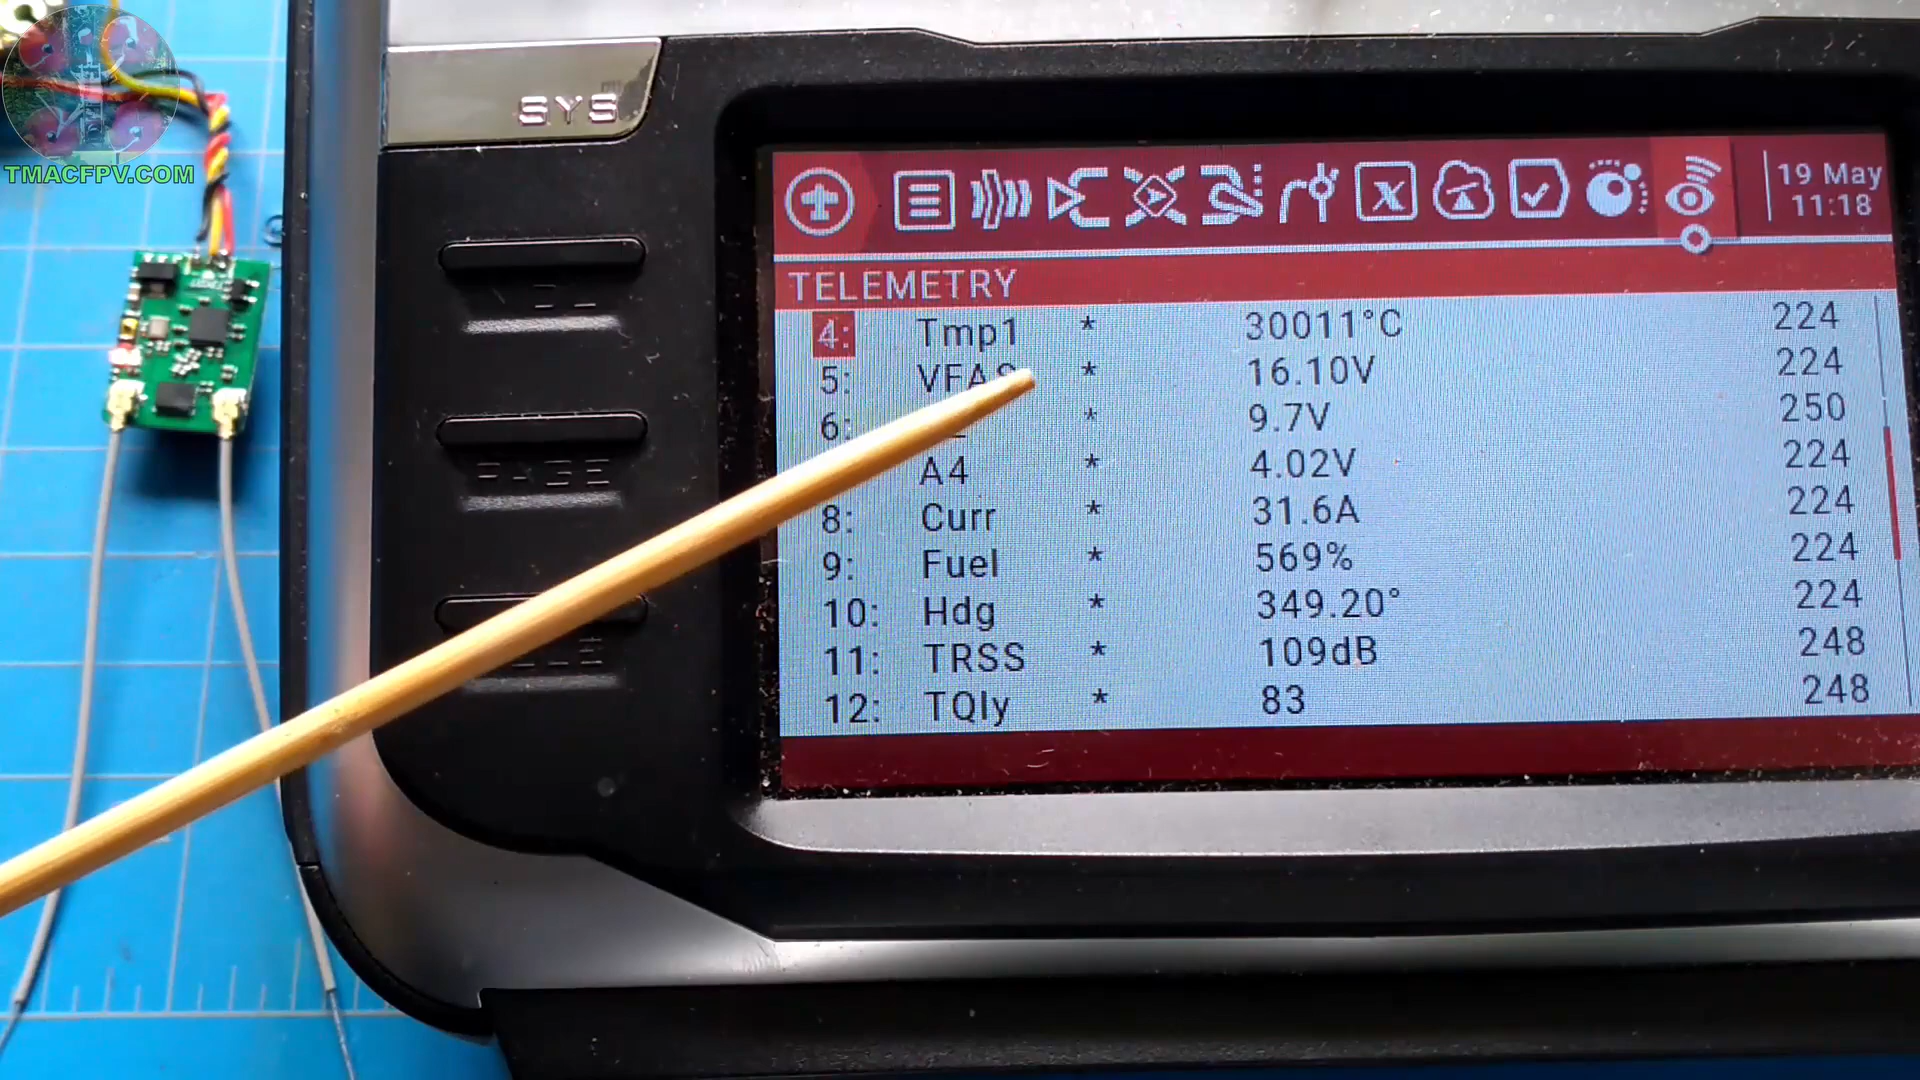 TMACFPV.COM
SYS
19 May
11:18
TELEMETRY
4: Tmp1 * 30011°C 224
5: VFAS * 16.10V 224
6: * 9.7V 250
A4 * 4.02V 224
8: Curr * 31.6A 224
9: Fuel * 569% 224
10: Hdg * 349.20° 224
11: TRSS * 109dB 248
12: TQly * 83 248
PAGE